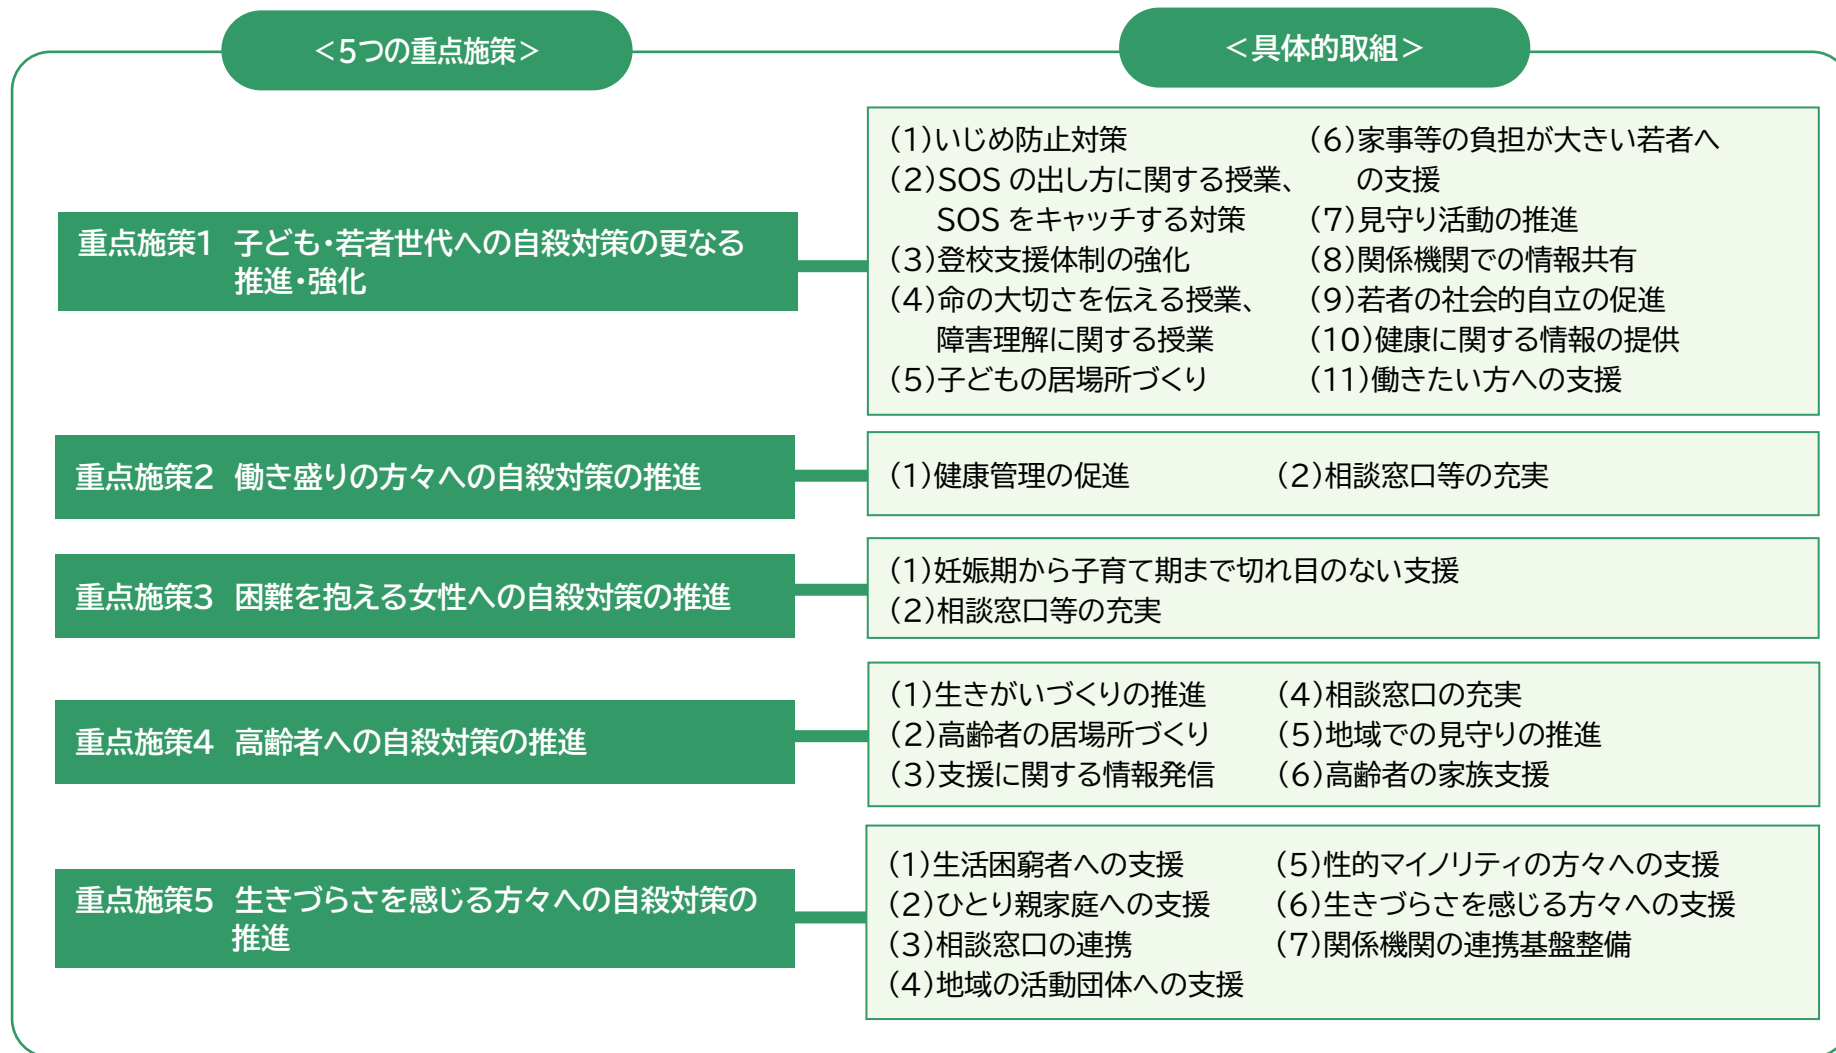 ＜5つの重点施策＞
＜具体的取組＞
重点施策1 子ども・若者世代への自殺対策の更なる
推進・強化
(1)いじめ防止対策
(2)SOS の出し方に関する授業、
SOS をキャッチする対策
(3)登校支援体制の強化
(4)命の大切さを伝える授業、
障害理解に関する授業
(5)子どもの居場所づくり
(6)家事等の負担が大きい若者へ
の支援
(7)見守り活動の推進
(8)関係機関での情報共有
(9)若者の社会的自立の促進
(10)健康に関する情報の提供
(11)働きたい方への支援
重点施策2 働き盛りの方々への自殺対策の推進
(1)健康管理の促進
(2)相談窓口等の充実
重点施策3 困難を抱える女性への自殺対策の推進
(1)妊娠期から子育て期まで切れ目のない支援
(2)相談窓口等の充実
重点施策4 高齢者への自殺対策の推進
(1)生きがいづくりの推進
(2)高齢者の居場所づくり
(3)支援に関する情報発信
(4)相談窓口の充実
(5)地域での見守りの推進
(6)高齢者の家族支援
重点施策5 生きづらさを感じる方々への自殺対策の
推進
(1)生活困窮者への支援
(2)ひとり親家庭への支援
(3)相談窓口の連携
(4)地域の活動団体への支援
(5)性的マイノリティの方々への支援
(6)生きづらさを感じる方々への支援
(7)関係機関の連携基盤整備